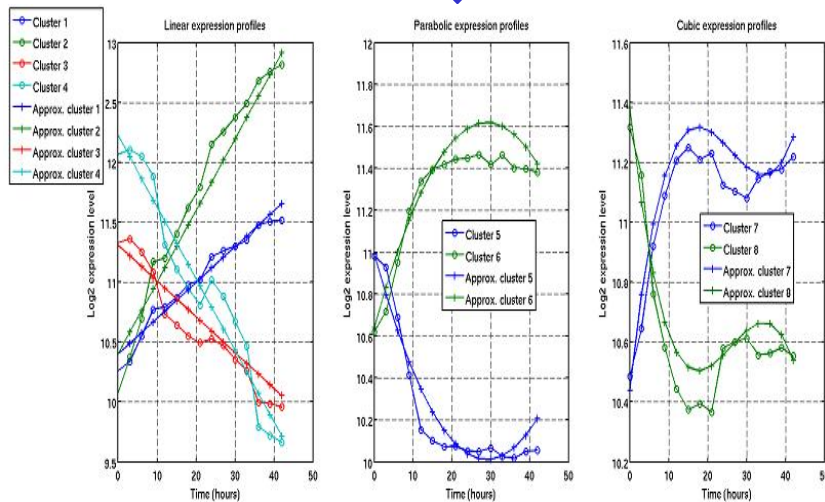 Cluster 1
Cluster 2
Cluster 3
Cluster 4
Approx. cluster 1
Approx. cluster 2
Approx. cluster 3
Approx. cluster 4
Linear expression profiles
13
12.5
12
11.5
11
10.5
10
9.5
Log2 expression level
0 10 20 30 40 50
Time (hours)
Parabolic expression profiles
12
11.8
11.6
11.4
11.2
11
10.8
10.6
10.4
10.2
10
Log2 expression level
Cluster 5
Cluster 6
Approx. cluster 5
Approx. cluster 6
0 10 20 30 40 50
Time (hours)
Cubic expression profiles
11.6
11.4
11.2
11
10.8
10.6
10.4
10.2
Log2 expression level
Cluster 7
Cluster 8
Approx. cluster 7
Approx. cluster 8
0 10 20 30 40 50
Time (hours)